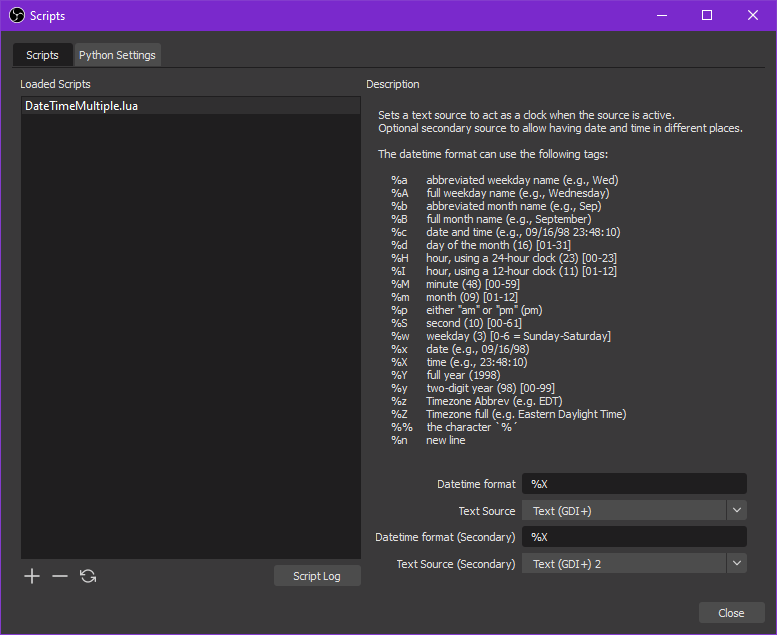 Scripts
Scripts
Python Settings
Loaded Scripts
DateTimeMultiple.lua
Script Log
Description
Sets a text source to act as a clock when the source is active.
Optional secondary source to allow having date and time in different places.
The datetime format can use the following tags:
%a abbreviated weekday name (e.g., Wed)
%A full weekday name (e.g., Wednesday)
%b abbreviated month name (e.g., Sep)
%B full month name (e.g., September)
%c date and time (e.g., 09/16/98 23:48:10)
%d day of the month (16) [01-31]
%H hour, using a 24-hour clock (23) [00-23]
%I hour, using a 12-hour clock (11) [01-12]
%M minute (48) [00-59]
%m month (09) [01-12]
%p either "am" or "pm" (pm)
%S second (10) [00-61]
%w weekday (3) [0-6 = Sunday-Saturday]
%x date (e.g., 09/16/98)
%X time (e.g., 23:48:10)
%Y full year (1998)
%y two-digit year (98) [00-99]
%z Timezone Abbrev (e.g. EDT)
%Z Timezone full (e.g. Eastern Daylight Time)
%% the character `%´
%n new line
Datetime format %X
Text Source Text (GDI+)
Datetime format (Secondary) %X
Text Source (Secondary) Text (GDI+) 2
Close